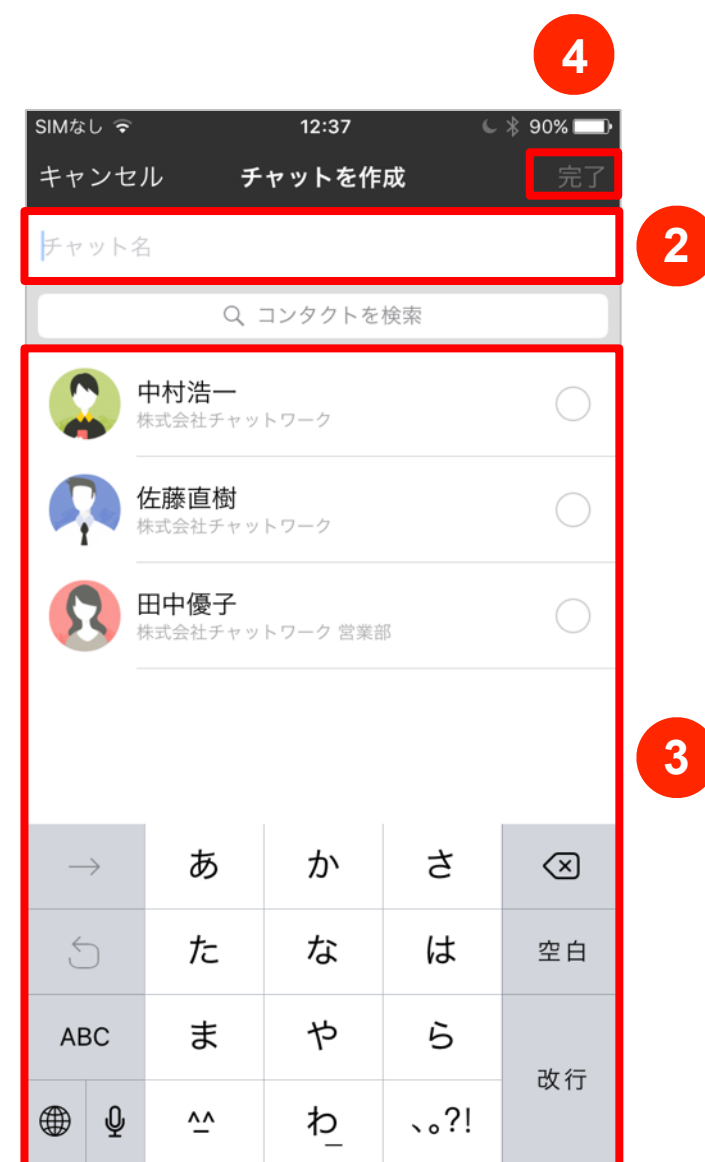 4
SIMなし 12:37 90%
キャンセル チャットを作成 完了
チャット名
2
コンタクトを検索
中村浩一
株式会社チャットワーク
佐藤直樹
株式会社チャットワーク
田中優子
株式会社チャットワーク 営業部
3
→ あ か さ
た な は 空白
ABC ま や ら
改行
^_^ わ_ 、。?!